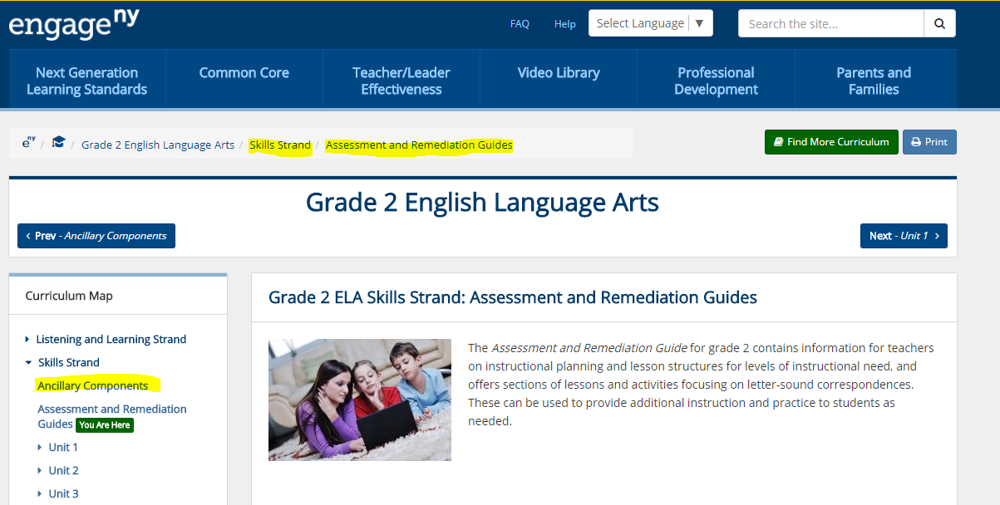 engageny
FAQ Help Select Language ▼ Search the site...
Next Generation
Learning Standards
Common Core
Teacher/Leader
Effectiveness
Video Library
Professional
Development
Parents and
Families
eny / / Grade 2 English Language Arts / Skills Strand / Assessment and Remediation Guides
Find More Curriculum Print
Grade 2 English Language Arts
‹ Prev - Ancillary Components
Next - Unit 1 ›
Curriculum Map
Listening and Learning Strand
Skills Strand
Ancillary Components
Assessment and Remediation
Guides You Are Here
Unit 1
Unit 2
Unit 3
Grade 2 ELA Skills Strand: Assessment and Remediation Guides
The Assessment and Remediation Guide for grade 2 contains information for teachers
on instructional planning and lesson structures for levels of instructional need, and
offers sections of lessons and activities focusing on letter-sound correspondences.
These can be used to provide additional instruction and practice to students as
needed.